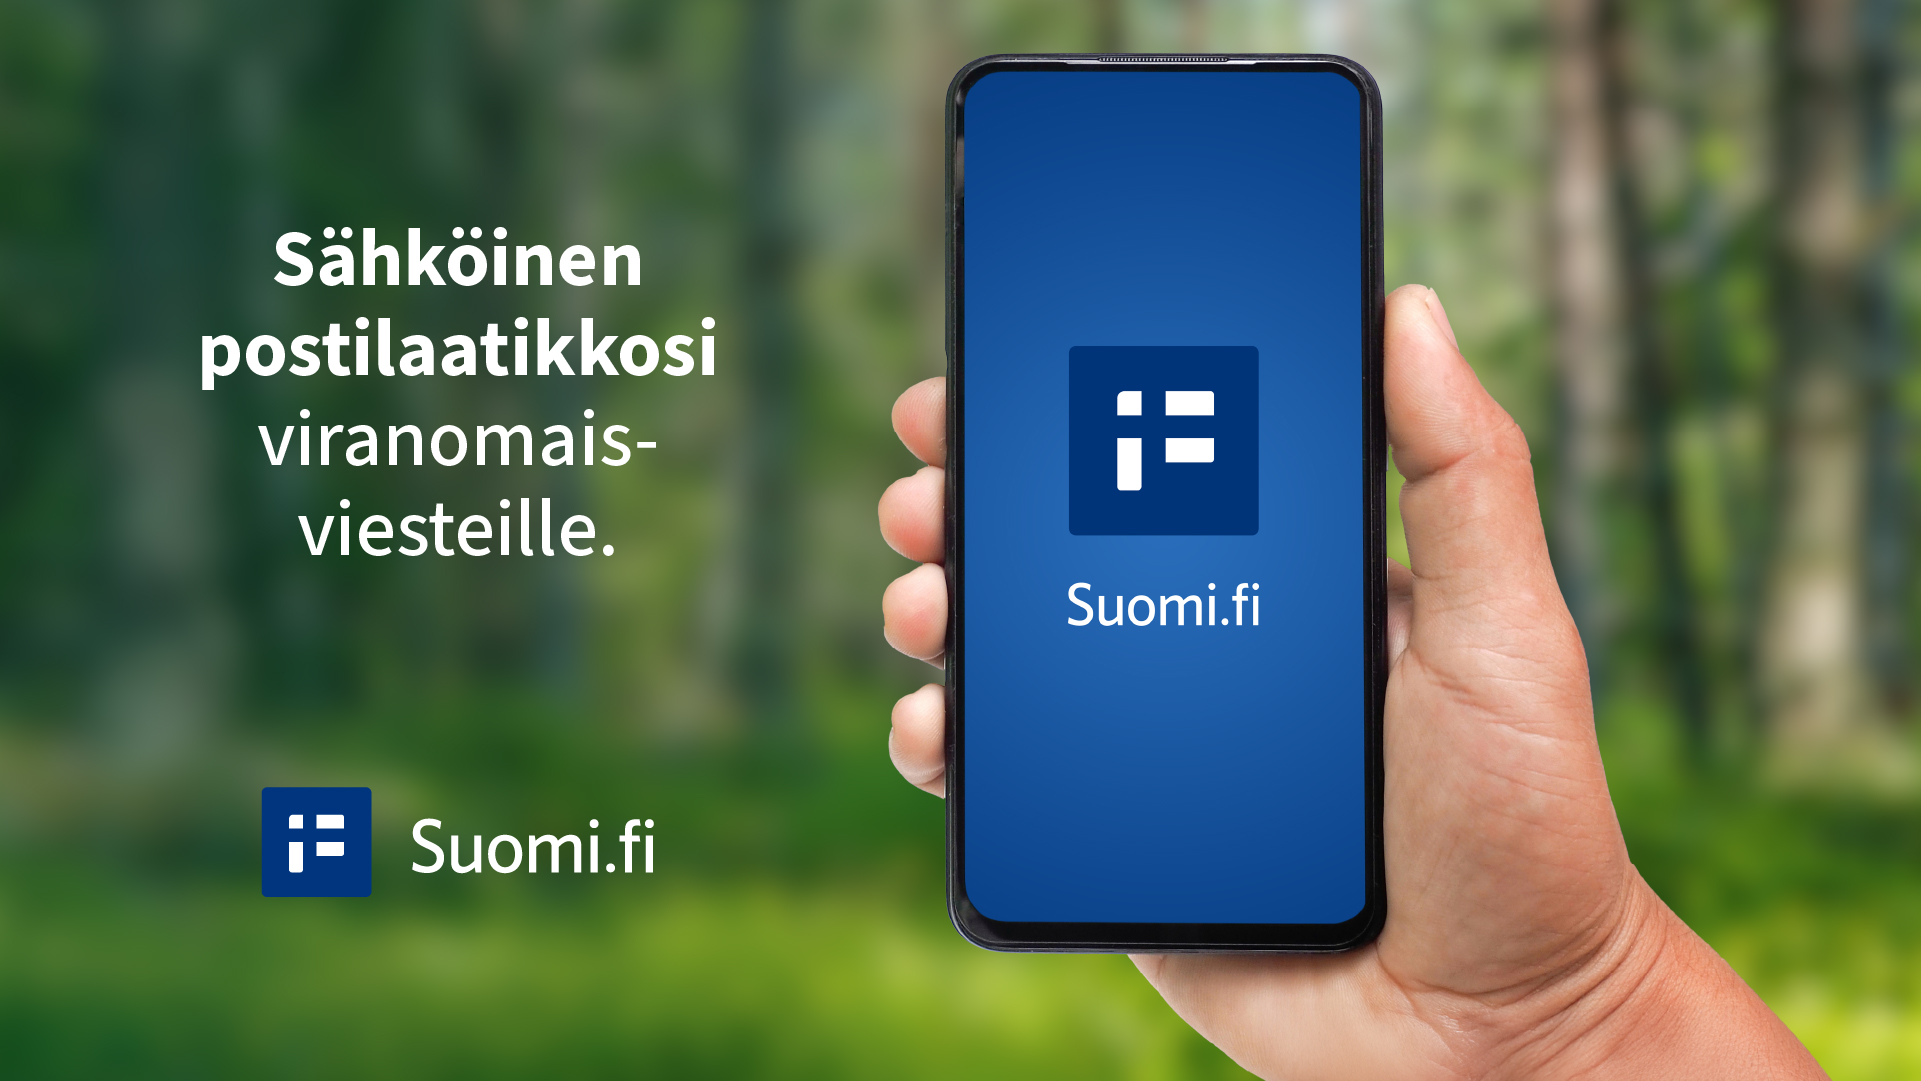 Sähköinen
postilaatikkosi
viranomais-
viesteille.
Suomi.fi
Suomi.fi